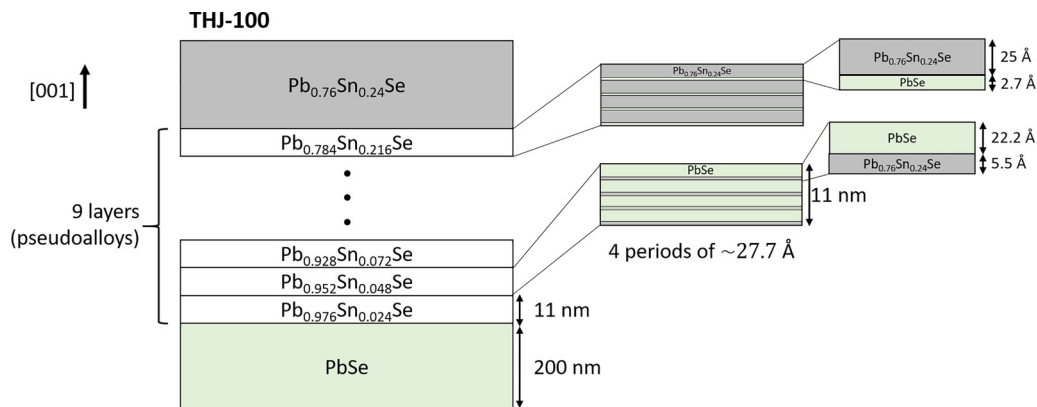 THJ-100
[001]
Pb₀.₇₆Sn₀.₂₄Se
Pb₀.₇₈₄Sn₀.₂₁₆Se
9 layers
(pseudoalloys)
Pb₀.₉₂₈Sn₀.₀₇₂Se
Pb₀.₉₅₂Sn₀.₀₄₈Se
Pb₀.₉₇₆Sn₀.₀₂₄Se
11 nm
PbSe
200 nm
Pb₀.₇₆Sn₀.₂₄Se
Pb₀.₇₆Sn₀.₂₄Se
25 Å
PbSe
2.7 Å
PbSe
11 nm
4 periods of ~27.7 Å
PbSe
22.2 Å
Pb₀.₇₆Sn₀.₂₄Se
5.5 Å